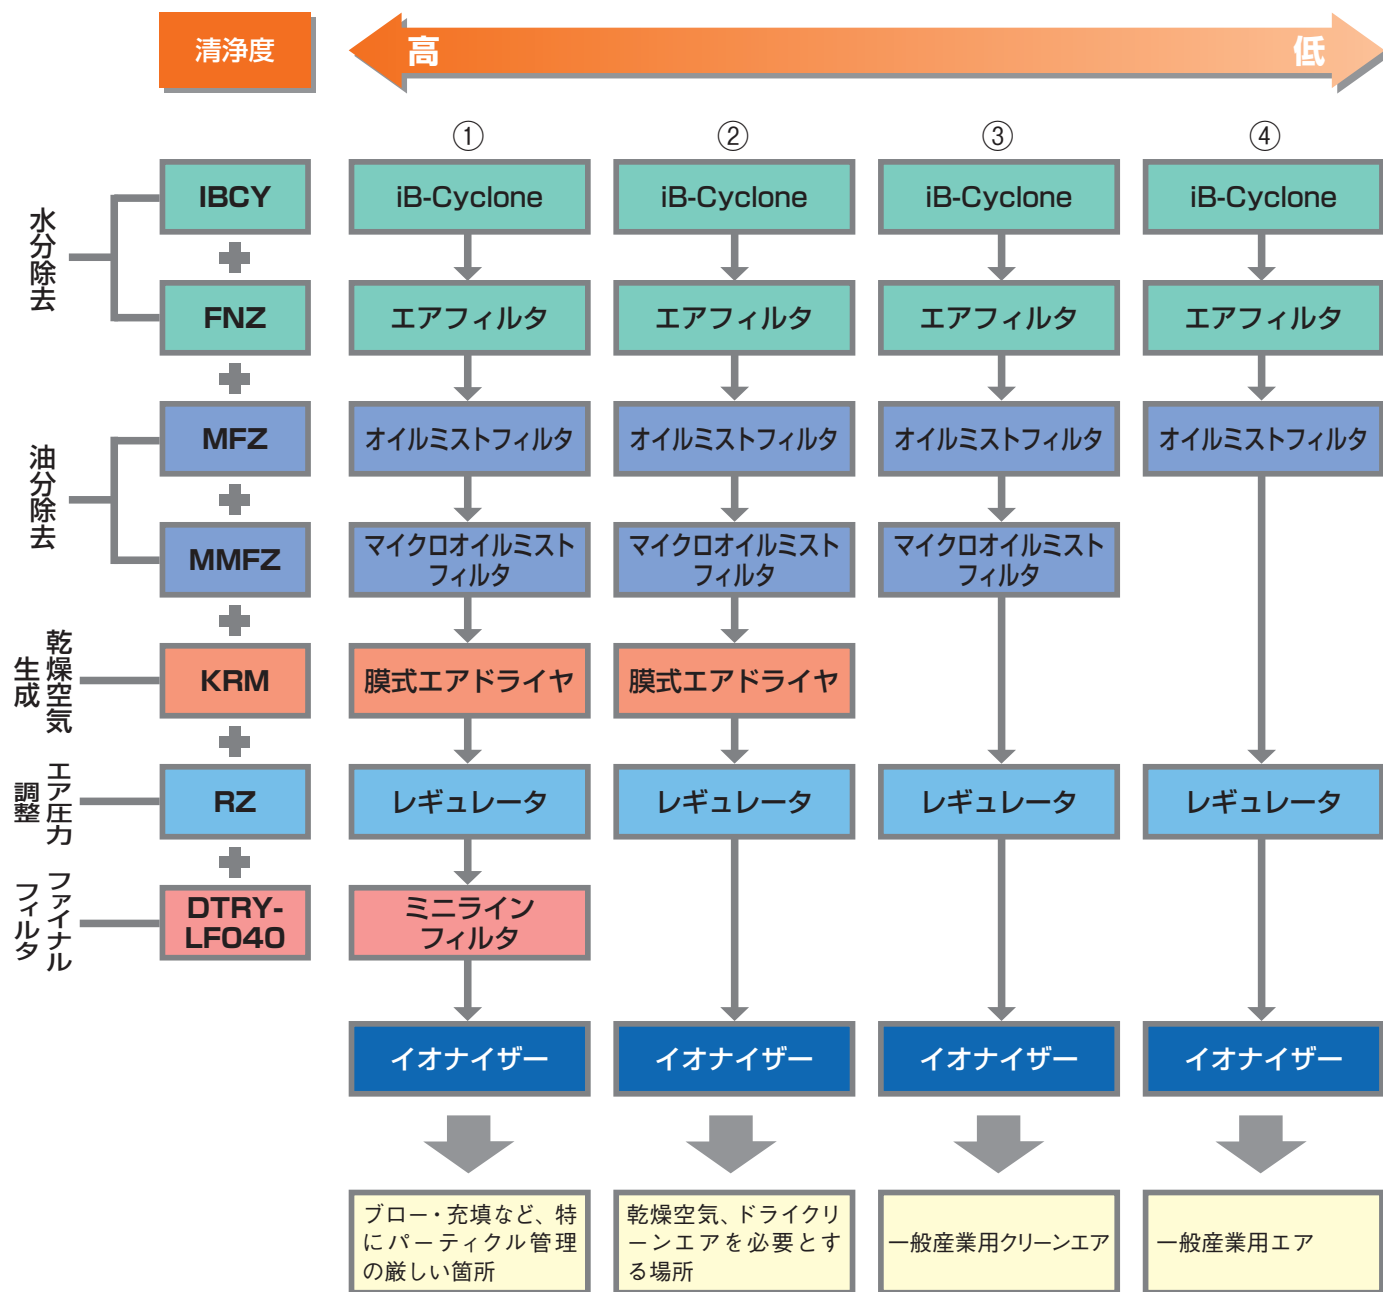 清浄度
高
低
①
②
③
④
水分除去
IBCY
iB-Cyclone
iB-Cyclone
iB-Cyclone
iB-Cyclone
FNZ
エアフィルタ
エアフィルタ
エアフィルタ
エアフィルタ
油分除去
MFZ
オイルミストフィルタ
オイルミストフィルタ
オイルミストフィルタ
オイルミストフィルタ
MMFZ
マイクロオイルミスト
フィルタ
マイクロオイルミスト
フィルタ
マイクロオイルミスト
フィルタ
乾燥空気
生成
KRM
膜式エアドライヤ
膜式エアドライヤ
エア圧力
調整
RZ
レギュレータ
レギュレータ
レギュレータ
レギュレータ
ファイナル
フィルタ
DTRY-
LF040
ミニライン
フィルタ
イオナイザー
イオナイザー
イオナイザー
イオナイザー
ブロー・充填など、特
にパーティクル管理
の厳しい箇所
乾燥空気、ドライクリ
ーンエアを必要とす
る場所
一般産業用クリーンエア
一般産業用エア